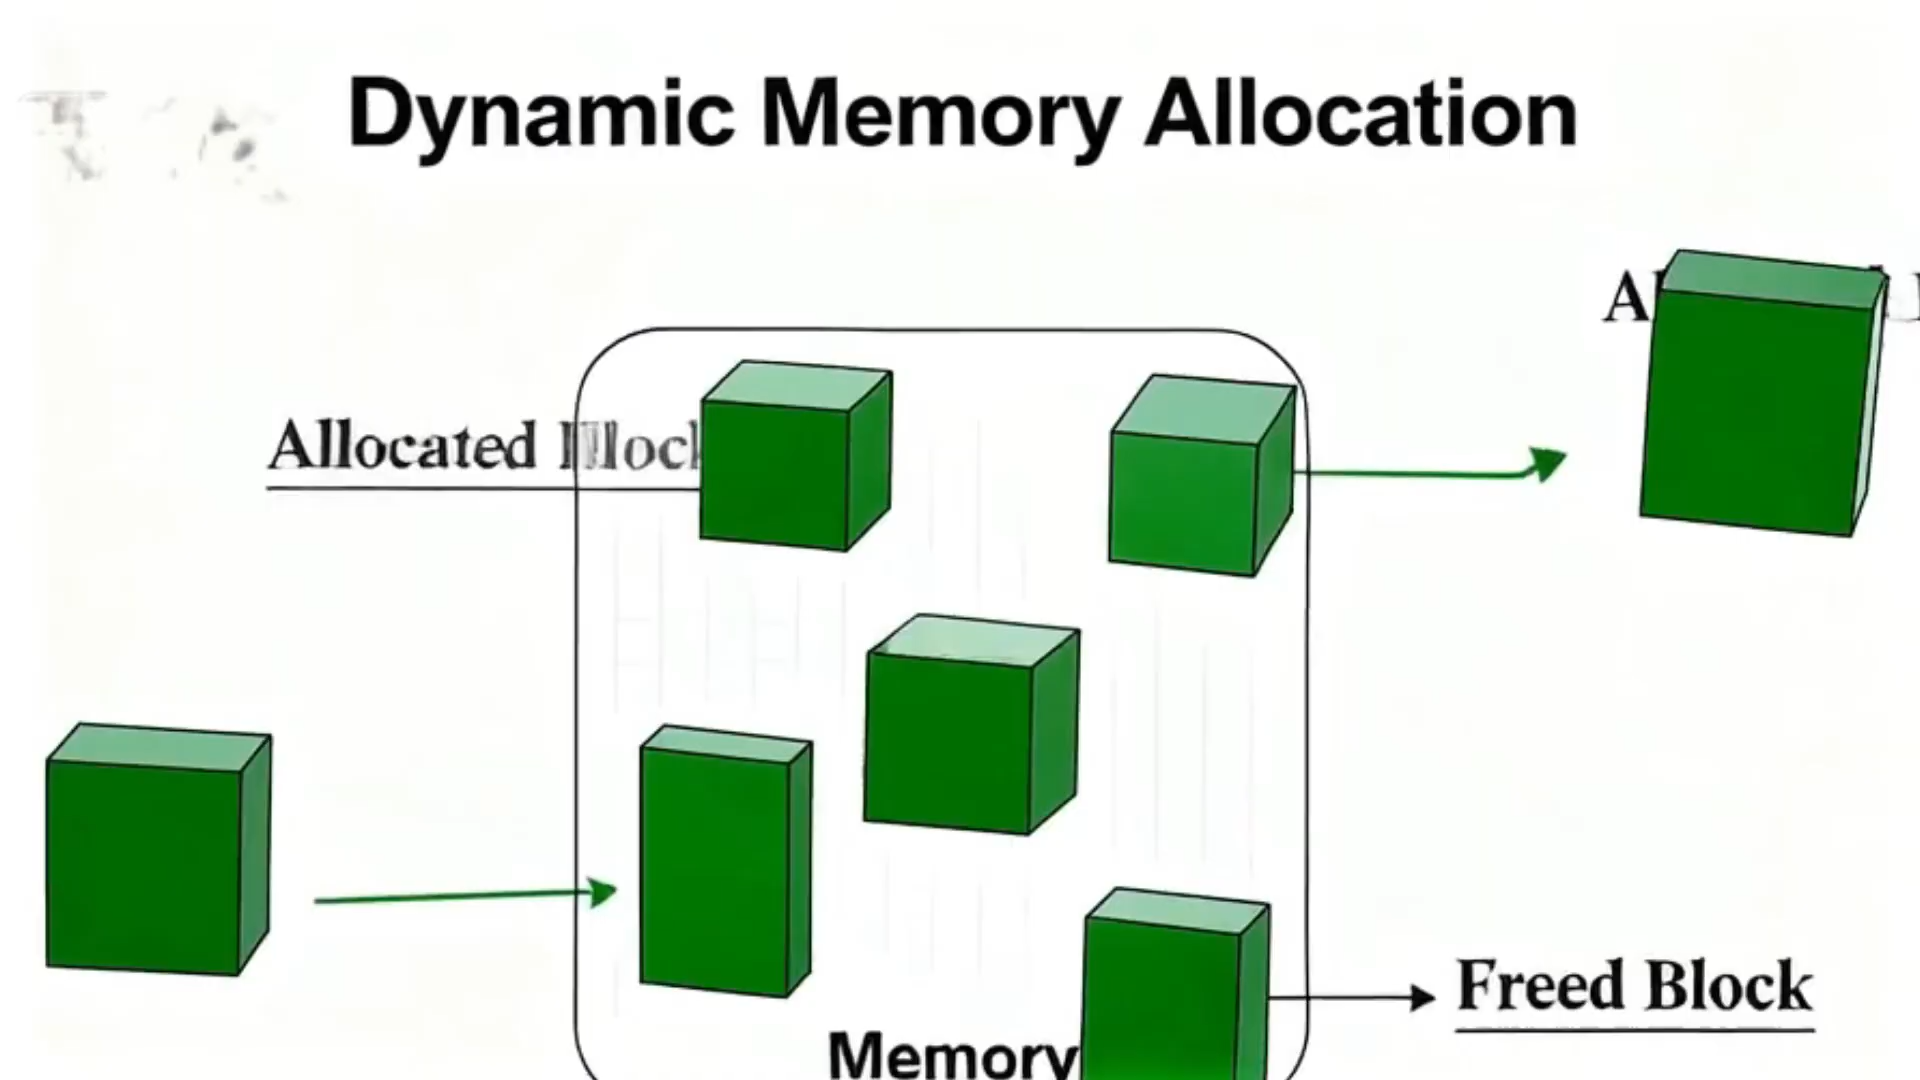 Dynamic Memory Allocation
Allocated
Freed Block
Memory